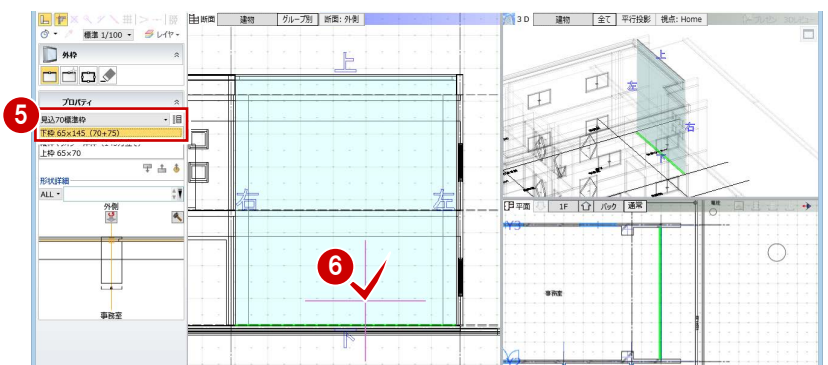 断面 建物 グループ別 断面: 外側
3D 建物 全て 平行投影 視点: Home
標準 1/100 レイヤ
外枠
プロパティ
5
見込70標準枠
下枠 65×145 (70+75)
上枠 65×70
形状詳細
ALL
外側
事務室
上
右
左
下
6
上
左
右
下
平面 1F バック 通常
Y3
事務室